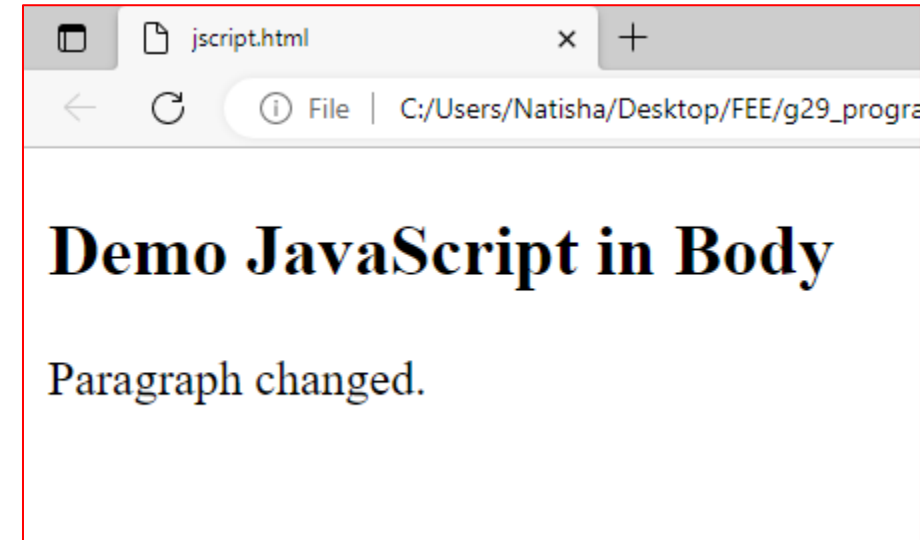 jscript.html
File | C:/Users/Natisha/Desktop/FEE/g29_progra
Demo JavaScript in Body
Paragraph changed.